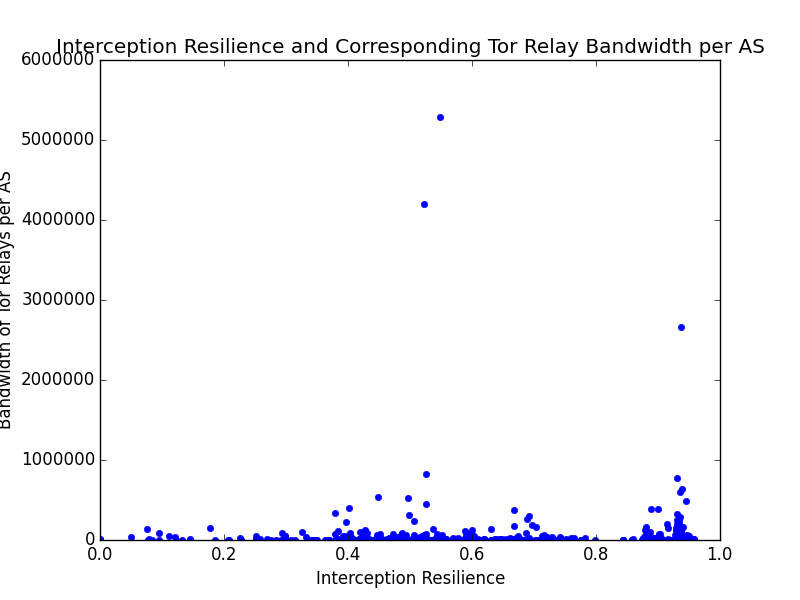 Interception Resilience and Corresponding Tor Relay Bandwidth per AS
6000000
5000000
4000000
3000000
2000000
1000000
0
Bandwidth of Tor Relays per AS
0.0 0.2 0.4 0.6 0.8 1.0
Interception Resilience